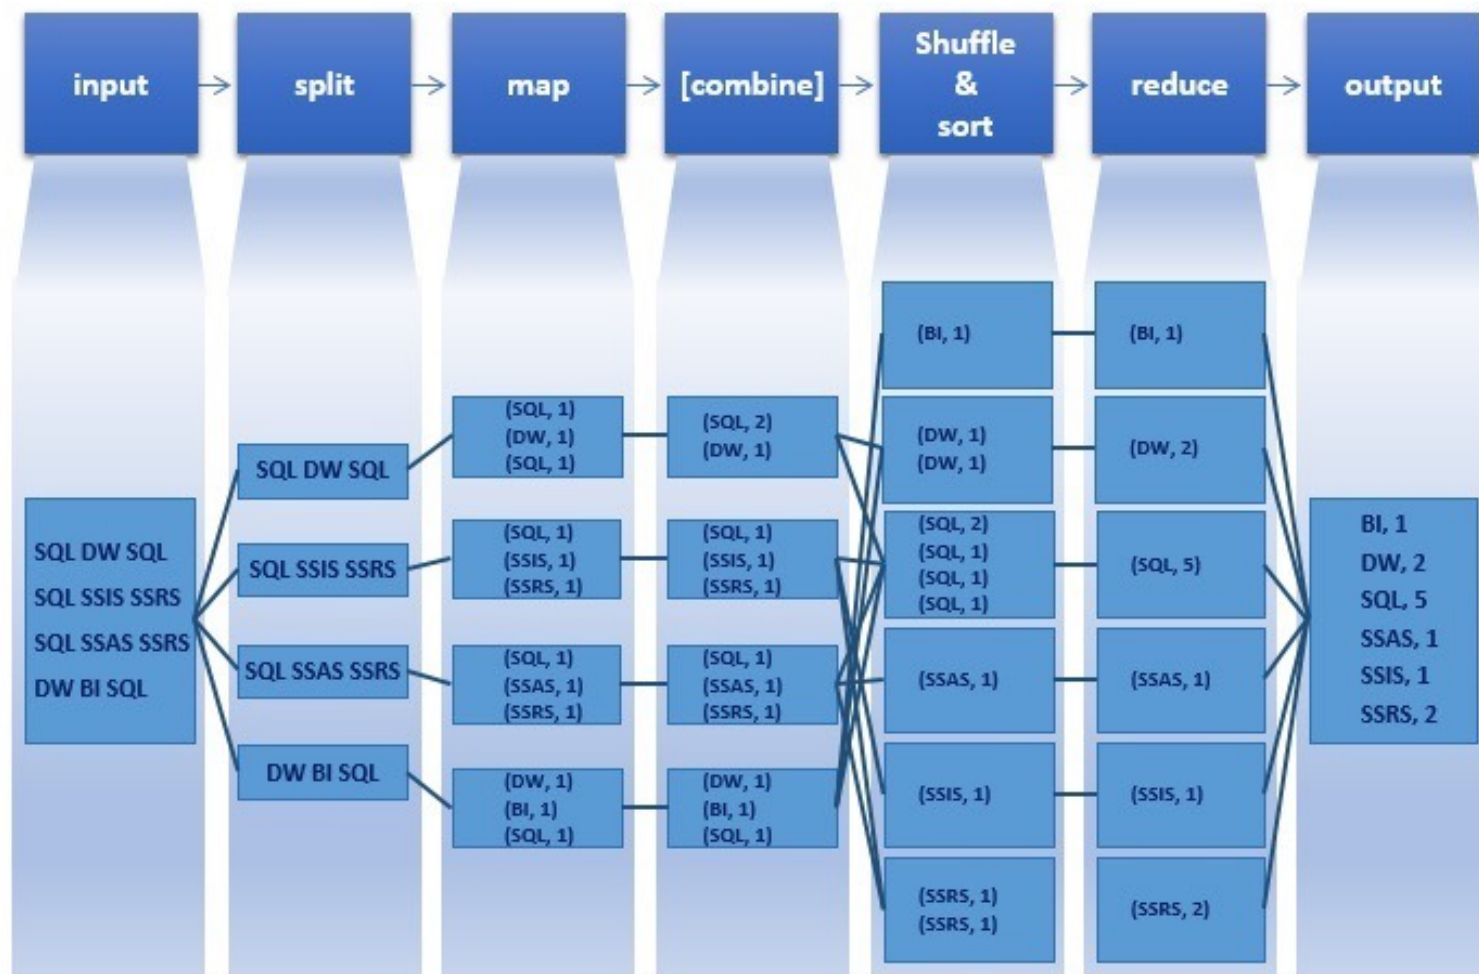 input
split
map
[combine]
Shuffle
&
sort
reduce
output
SQL DW SQL
SQL SSIS SSRS
SQL SSAS SSRS
DW BI SQL
SQL DW SQL
SQL SSIS SSRS
SQL SSAS SSRS
DW BI SQL
(SQL, 1)
(DW, 1)
(SQL, 1)
(SQL, 1)
(SSIS, 1)
(SSRS, 1)
(SQL, 1)
(SSAS, 1)
(SSRS, 1)
(DW, 1)
(BI, 1)
(SQL, 1)
(SQL, 2)
(DW, 1)
(SQL, 1)
(SSIS, 1)
(SSRS, 1)
(SQL, 1)
(SSAS, 1)
(SSRS, 1)
(DW, 1)
(BI, 1)
(SQL, 1)
(BI, 1)
(DW, 1)
(DW, 1)
(SQL, 2)
(SQL, 1)
(SQL, 1)
(SQL, 1)
(SSAS, 1)
(SSIS, 1)
(SSRS, 1)
(SSRS, 1)
(BI, 1)
(DW, 2)
(SQL, 5)
(SSAS, 1)
(SSIS, 1)
(SSRS, 2)
BI, 1
DW, 2
SQL, 5
SSAS, 1
SSIS, 1
SSRS, 2